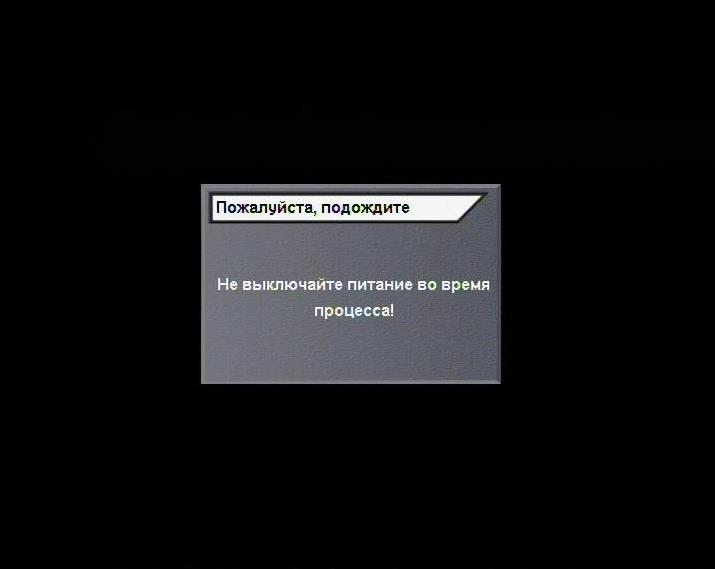 Пожалуйста, подождите
Не выключайте питание во время
процесса!